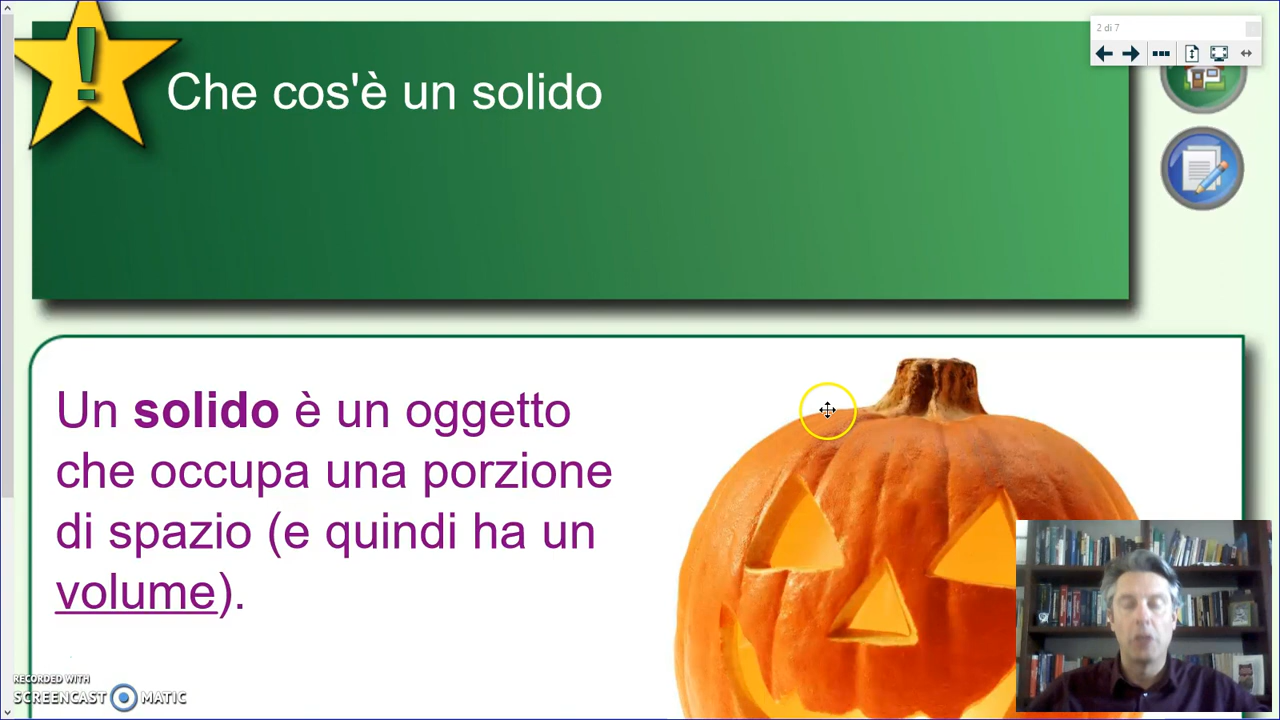 2 di 7
!
Che cos'è un solido
Un solido è un oggetto
che occupa una porzione
di spazio (e quindi ha un
volume).
RECORDED WITH
SCREENCAST MATIC